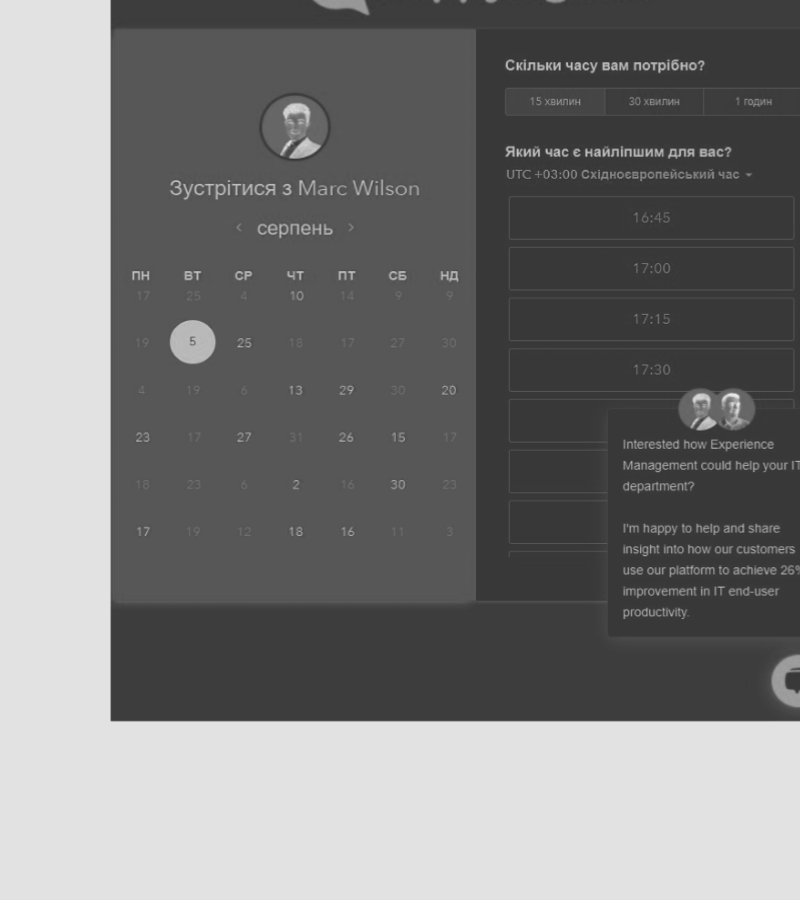 Зустрітися з Marc Wilson
серпень
ПН ВТ СР ЧТ ПТ СБ НД
17 25 4 10 14 9 9
19 5 25 18 17 27 30
4 19 6 13 29 30 20
23 17 27 31 26 15 17
18 23 6 2 16 30 23
17 19 12 18 16 11 3
Скільки часу вам потрібно?
15 хвилин 30 хвилин 1 годин
Який час є найліпшим для вас?
UTC +03:00 Східноєвропейський час
16:45
17:00
17:15
17:30
Interested how Experience
Management could help your IT
department?
I'm happy to help and share
insight into how our customers
use our platform to achieve 26%
improvement in IT end-user
productivity.